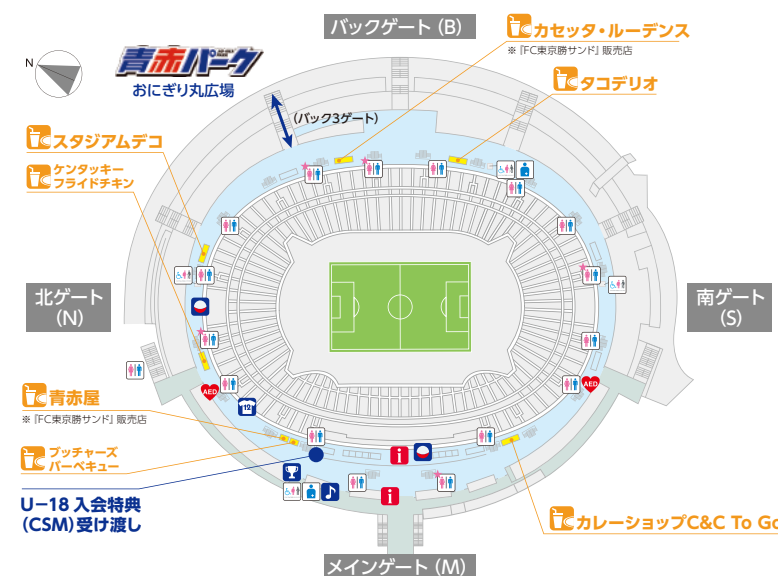 バックゲート（B）
カセッタ・ルーデンス
※『FC東京勝サンド』販売店
N
青赤パーク
おにぎり丸広場
タコデリオ
（バック3ゲート）
スタジアムデコ
ケンタッキー
フライドチキン
北ゲート
（N）
南ゲート
（S）
AED
AED
12
青赤屋
※『FC東京勝サンド』販売店
ブッチャーズ
バーベキュー
i
i
U－18 入会特典
（CSM）受け渡し
カレーショップC&C To Go
メインゲート（M）